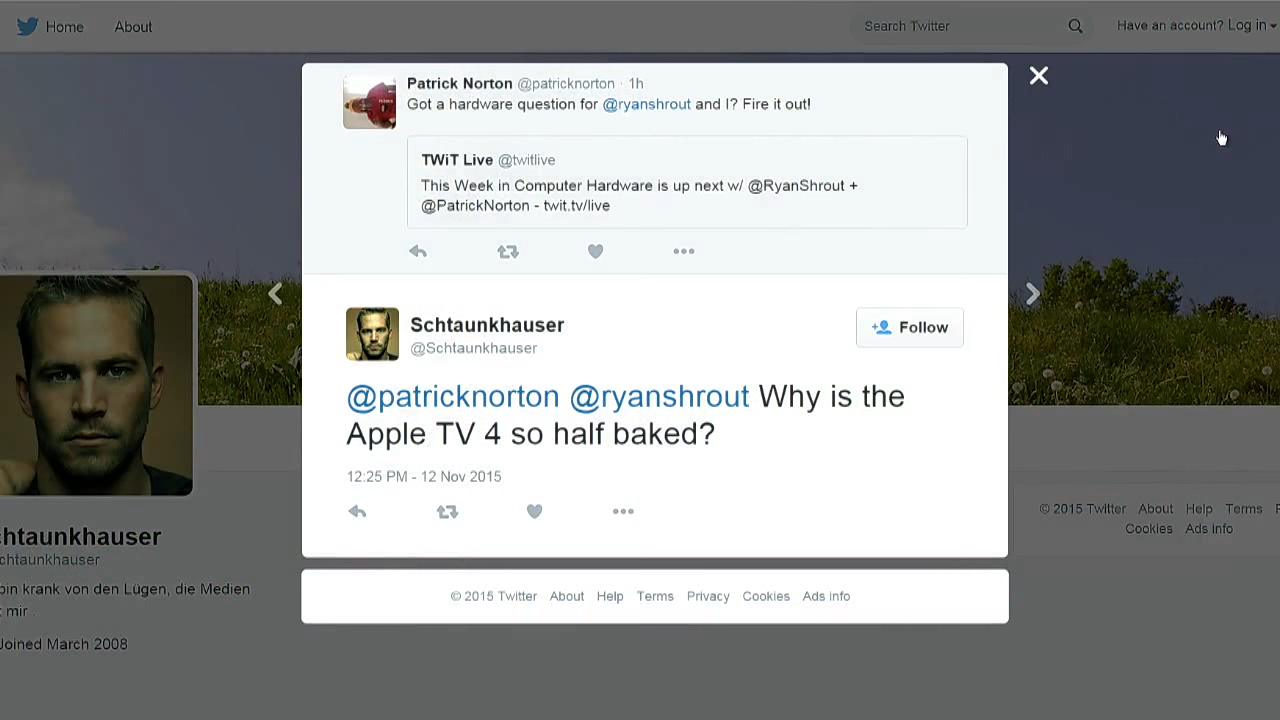 Home About Search Twitter Have an account? Log in
Patrick Norton @patricknorton · 1h
Got a hardware question for @ryanshrout and I? Fire it out!
TWiT Live @twitlive
This Week in Computer Hardware is up next w/ @RyanShrout +
@PatrickNorton - twit.tv/live
Schtaunkhauser
@Schtaunkhauser
Follow
@patricknorton @ryanshrout Why is the
Apple TV 4 so half baked?
12:25 PM - 12 Nov 2015
© 2015 Twitter About Help Terms Privacy Cookies Ads info
chtaunkhauser
chtaunkhauser
bin krank von den Lügen, die Medien
t mir .
Joined March 2008
© 2015 Twitter About Help Terms
Cookies Ads info